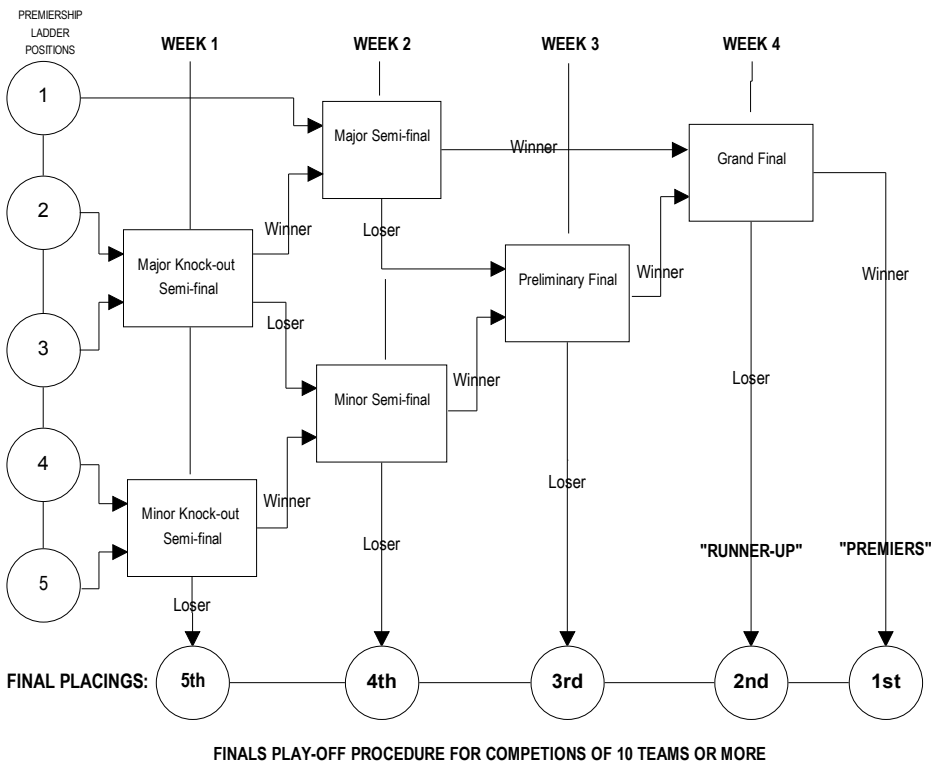 PREMIERSHIP
LADDER
POSITIONS
WEEK 1
WEEK 2
WEEK 3
WEEK 4
1
Major Semi-final
Winner
Grand Final
2
Winner
Loser
Major Knock-out
Semi-final
Preliminary Final
Winner
Winner
3
Loser
Minor Semi-final
Winner
Loser
4
Minor Knock-out
Semi-final
Winner
Loser
5
Loser
"RUNNER-UP"
"PREMIERS"
Loser
FINAL PLACINGS:
5th
4th
3rd
2nd
1st
FINALS PLAY-OFF PROCEDURE FOR COMPETIONS OF 10 TEAMS OR MORE